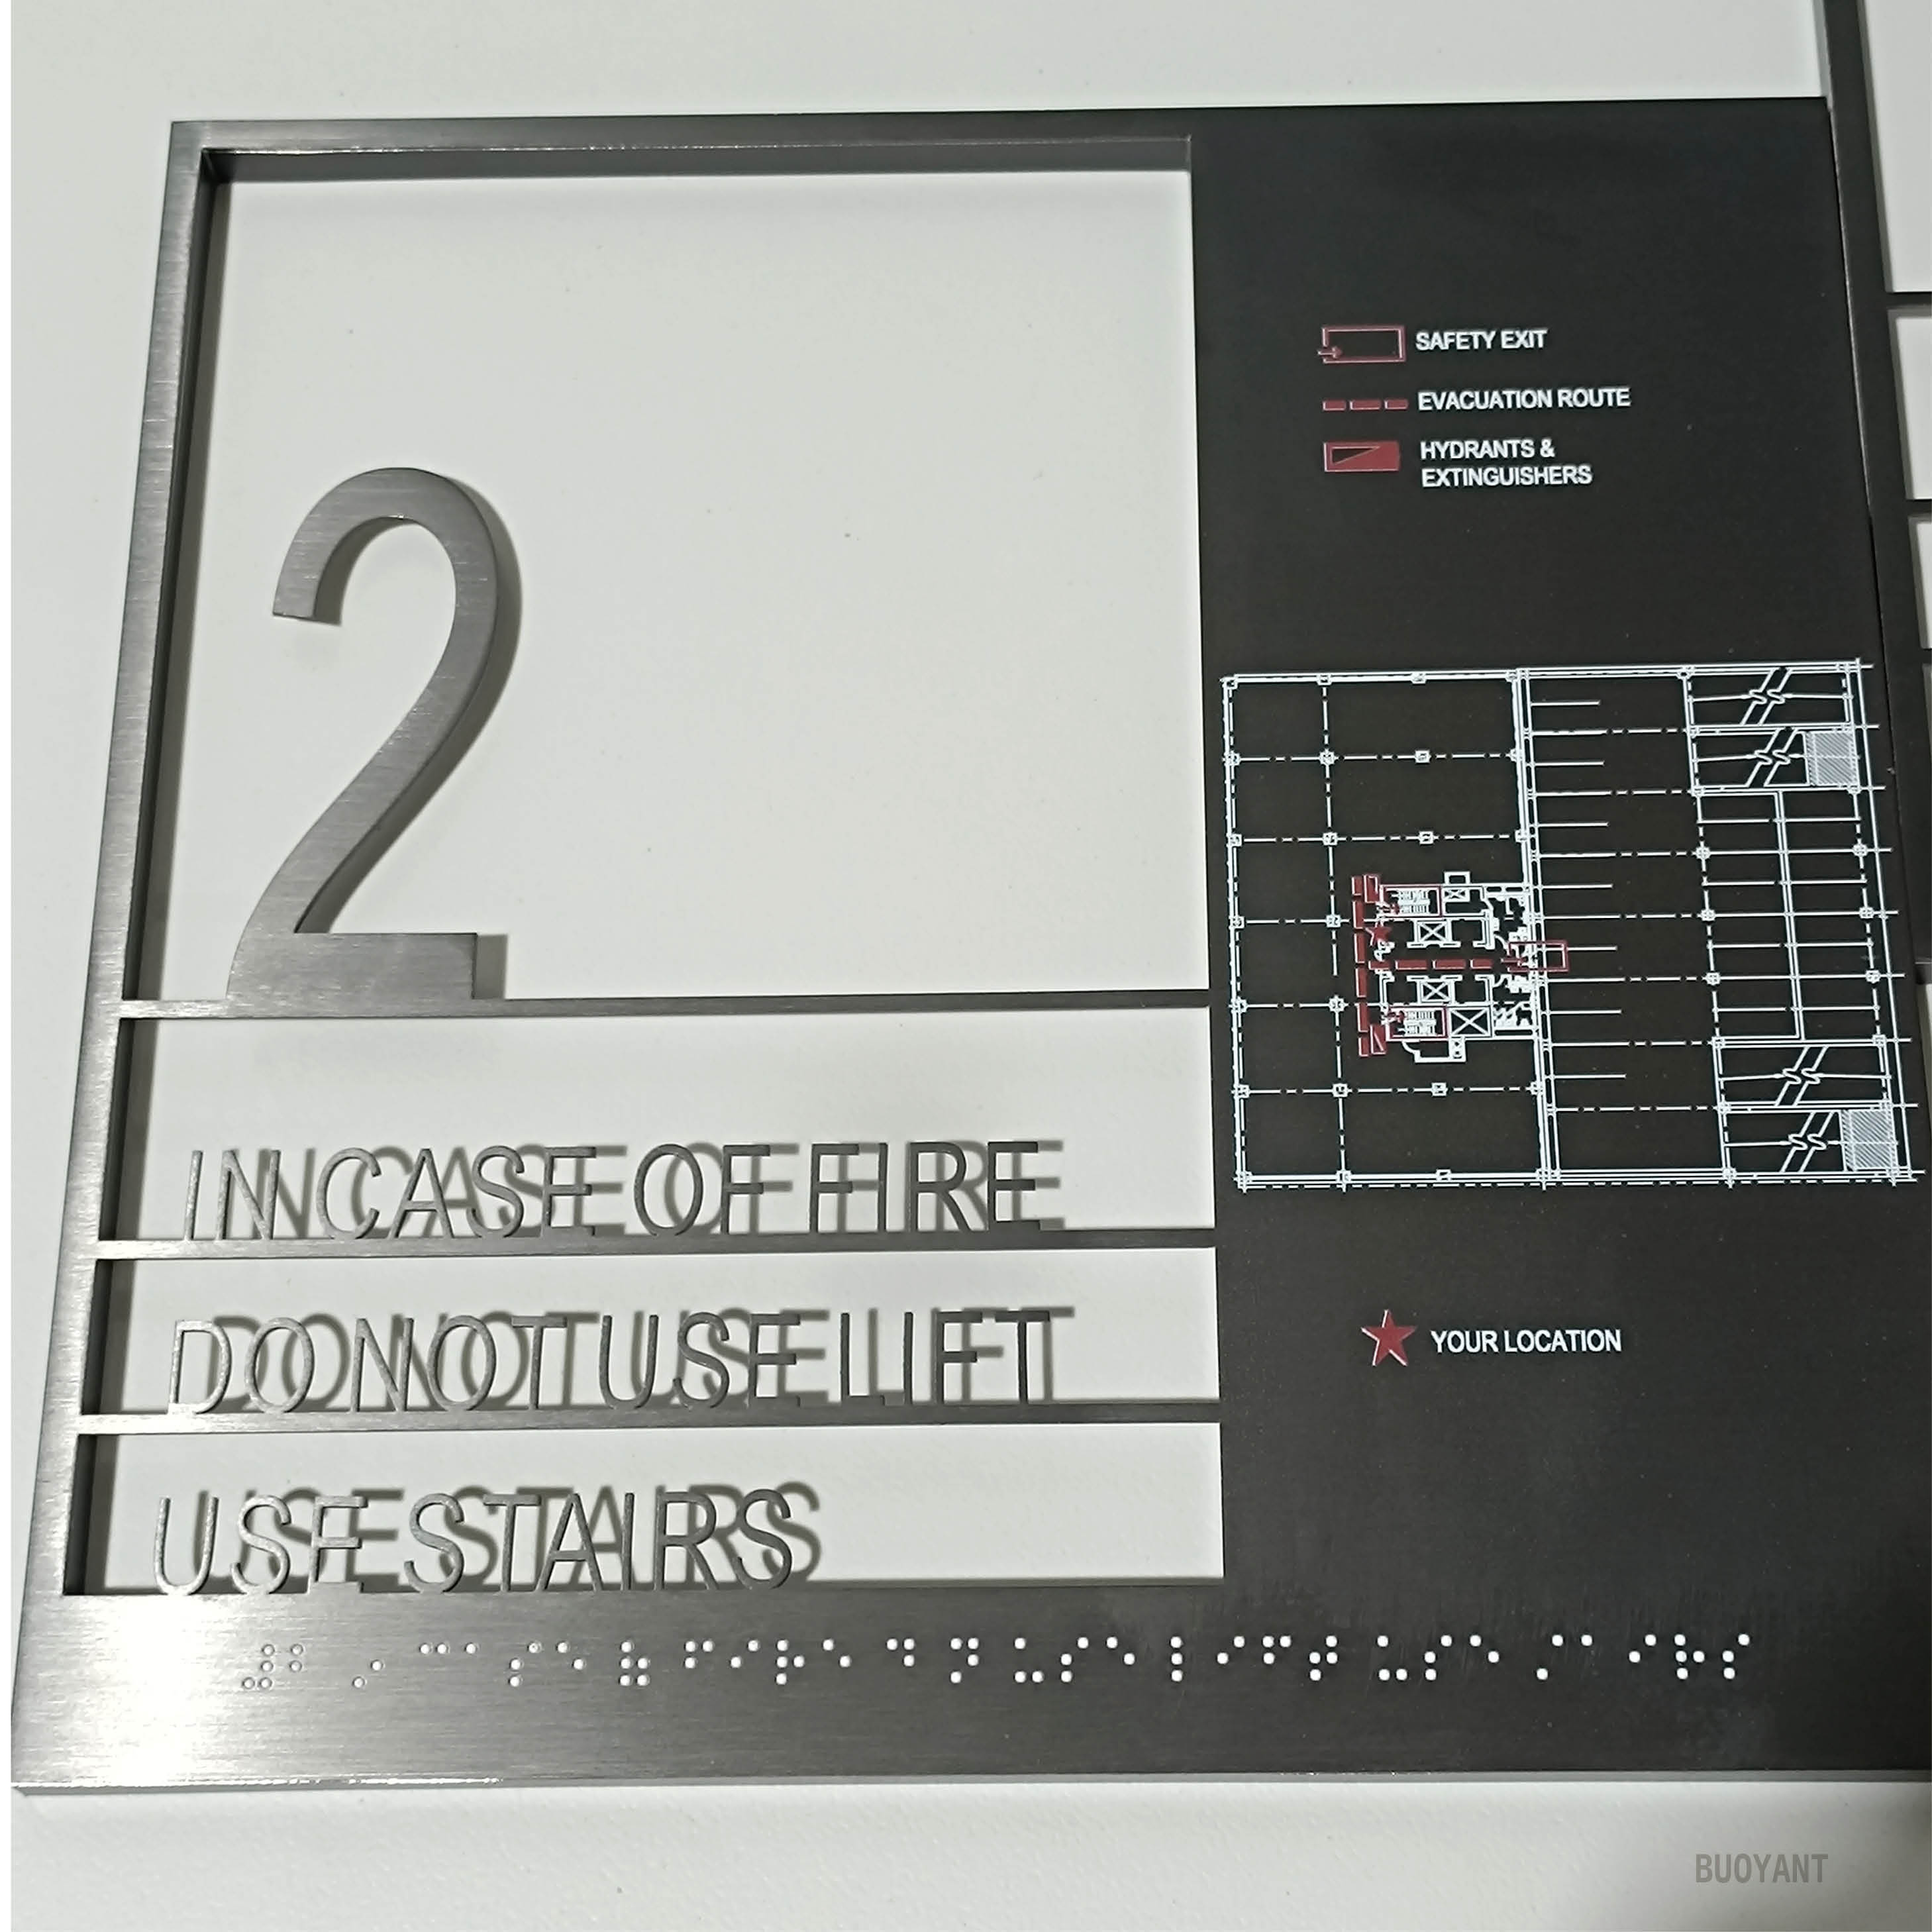 2
IN CASE OF FIRE
DO NOT USE LIFT
USE STAIRS
SAFETY EXIT
EVACUATION ROUTE
HYDRANTS &
EXTINGUISHERS
YOUR LOCATION
BUOYANT